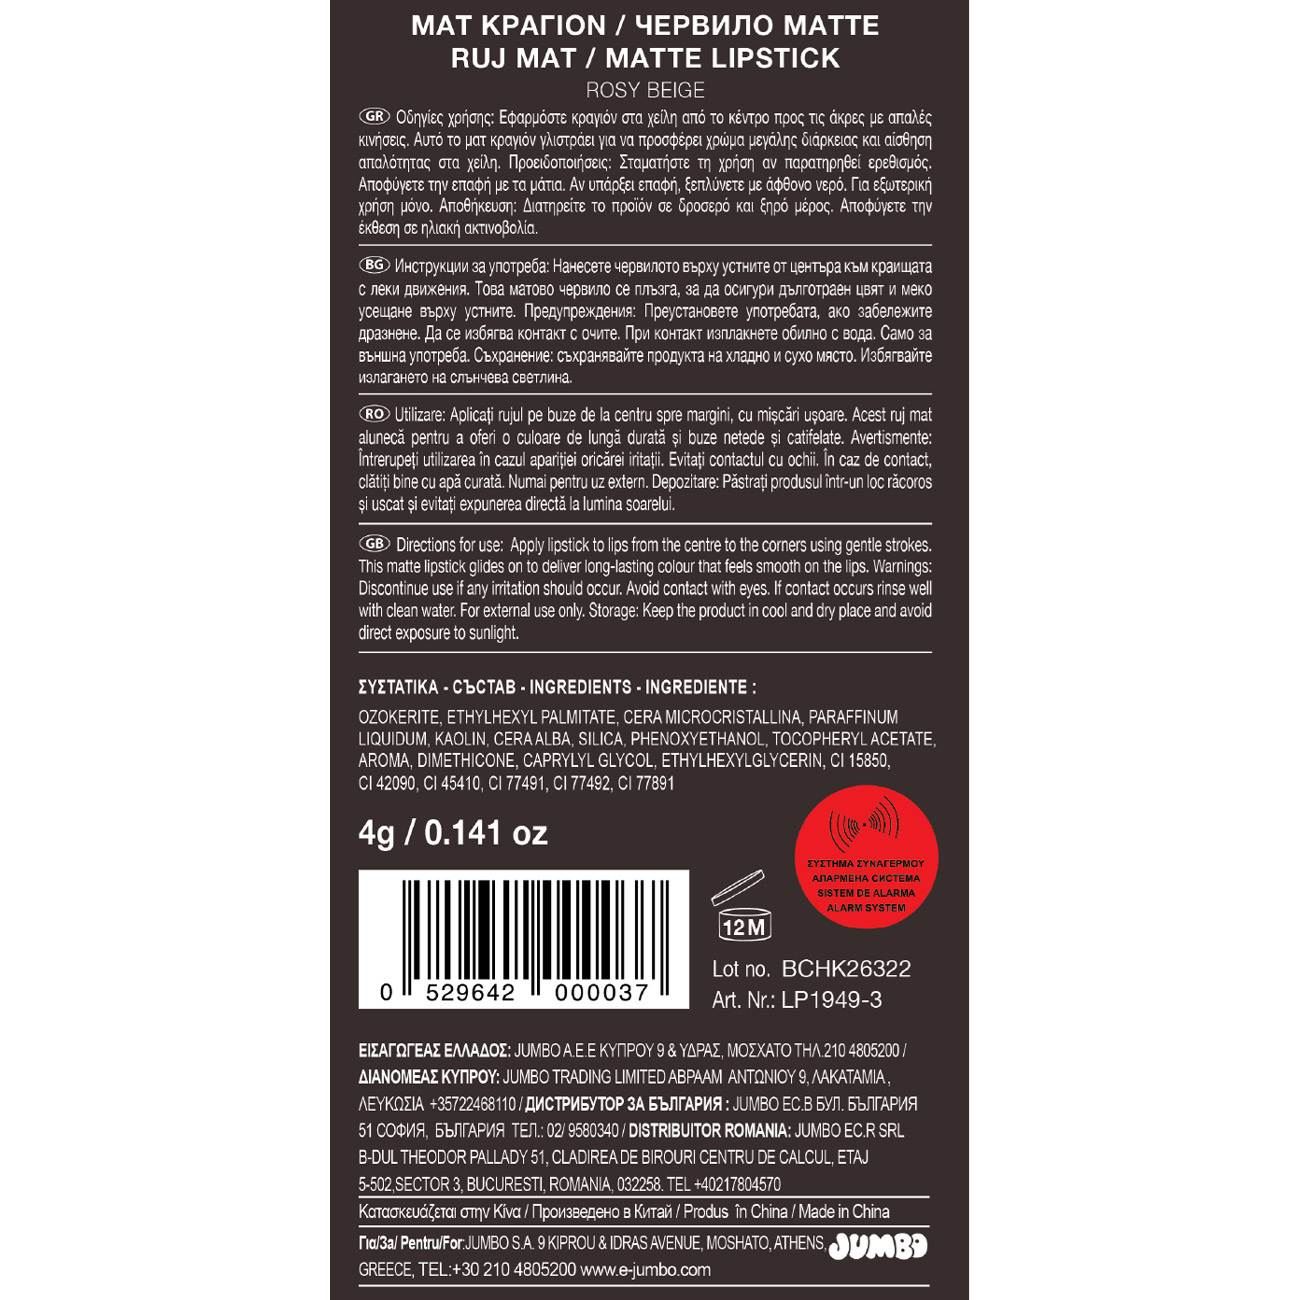 ΜΑΤ ΚΡΑΓΙΟΝ / ЧЕРВИЛО MATTE
RUJ MAT / MATTE LIPSTICK
ROSY BEIGE
GR Οδηγίες χρήσης: Εφαρμόστε κραγιόν στα χείλη από το κέντρο προς τις άκρες με απαλές
κινήσεις. Αυτό το ματ κραγιόν γλιστράει για να προσφέρει χρώμα μεγάλης διάρκειας και αίσθηση
απαλότητας στα χείλη. Προειδοποιήσεις: Σταματήστε τη χρήση αν παρατηρηθεί ερεθισμός.
Αποφύγετε την επαφή με τα μάτια. Αν υπάρξει επαφή, ξεπλύνετε με άφθονο νερό. Για εξωτερική
χρήση μόνο. Αποθήκευση: Διατηρείτε το προϊόν σε δροσερό και ξηρό μέρος. Αποφύγετε την
έκθεση σε ηλιακή ακτινοβολία.
BG Инструкции за употреба: Нанесете червилото върху устните от центъра към краищата
с леки движения. Това матово червило се плъзга, за да осигури дълготраен цвят и меко
усещане върху устните. Предупреждения: Преустановете употребата, ако забележите
дразнене. Да се избягва контакт с очите. При контакт изплакнете обилно с вода. Само за
външна употреба. Съхранение: съхранявайте продукта на хладно и сухо място. Избягвайте
излагането на слънчева светлина.
RO Utilizare: Aplicați rujul pe buze de la centru spre margini, cu mișcări ușoare. Acest ruj mat
alunecă pentru a oferi o culoare de lungă durată și buze netede și catifelate. Avertismente:
Întrerupeți utilizarea în cazul apariției oricărei iritații. Evitați contactul cu ochii. În caz de contact,
clătiți bine cu apă curată. Numai pentru uz extern. Depozitare: Păstrați produsul într-un loc răcoros
și uscat și evitați expunerea directă la lumina soarelui.
GB Directions for use: Apply lipstick to lips from the centre to the corners using gentle strokes.
This matte lipstick glides on to deliver long-lasting colour that feels smooth on the lips. Warnings:
Discontinue use if any irritation should occur. Avoid contact with eyes. If contact occurs rinse well
with clean water. For external use only. Storage: Keep the product in cool and dry place and avoid
direct exposure to sunlight.
ΣΥΣΤΑΤΙΚΑ - СЪСТАВ - INGREDIENTS - INGREDIENTE :
OZOKERITE, ETHYLHEXYL PALMITATE, CERA MICROCRISTALLINA, PARAFFINUM
LIQUIDUM, KAOLIN, CERA ALBA, SILICA, PHENOXYETHANOL, TOCOPHERYL ACETATE,
AROMA, DIMETHICONE, CAPRYLYL GLYCOL, ETHYLHEXYLGLYCERIN, CI 15850,
CI 42090, CI 45410, CI 77491, CI 77492, CI 77891
4g / 0.141 oz
ΣΥΣΤΗΜΑ ΣΥΝΑΓΕΡΜΟΥ
АЛАРМЕНА СИСТЕМА
SISTEM DE ALARMA
ALARM SYSTEM
12M
0 529642 000037
Lot no. BCHK26322
Art. Nr.: LP1949-3
ΕΙΣΑΓΩΓΕΑΣ ΕΛΛΑΔΟΣ: JUMBO A.E.E ΚΥΠΡΟΥ 9 & ΥΔΡΑΣ, ΜΟΣΧΑΤΟ ΤΗΛ.210 4805200 /
ΔΙΑΝΟΜΕΑΣ ΚΥΠΡΟΥ: JUMBO TRADING LIMITED ΑΒΡΑΑΜ ΑΝΤΩΝΙΟΥ 9, ΛΑΚΑΤΑΜΙΑ ,
ΛΕΥΚΩΣΙΑ +35722468110 / ДИСТРИБУТОР ЗА БЪЛГАРИЯ : JUMBO EC.B БУЛ. БЪЛГАРИЯ
51 СОФИЯ, БЪЛГАРИЯ ТЕЛ.: 02/ 9580340 / DISTRIBUITOR ROMANIA: JUMBO EC.R SRL
B-DUL THEODOR PALLADY 51, CLADIREA DE BIROURI CENTRU DE CALCUL, ETAJ
5-502,SECTOR 3, BUCURESTI, ROMANIA, 032258. TEL +40217804570
Κατασκευάζεται στην Κίνα / Произведено в Китай / Produs în China / Made in China
Για/За/ Pentru/For:JUMBO S.A. 9 KIPROU & IDRAS AVENUE, MOSHATO, ATHENS, JUMBO
GREECE, TEL:+30 210 4805200 www.e-jumbo.com